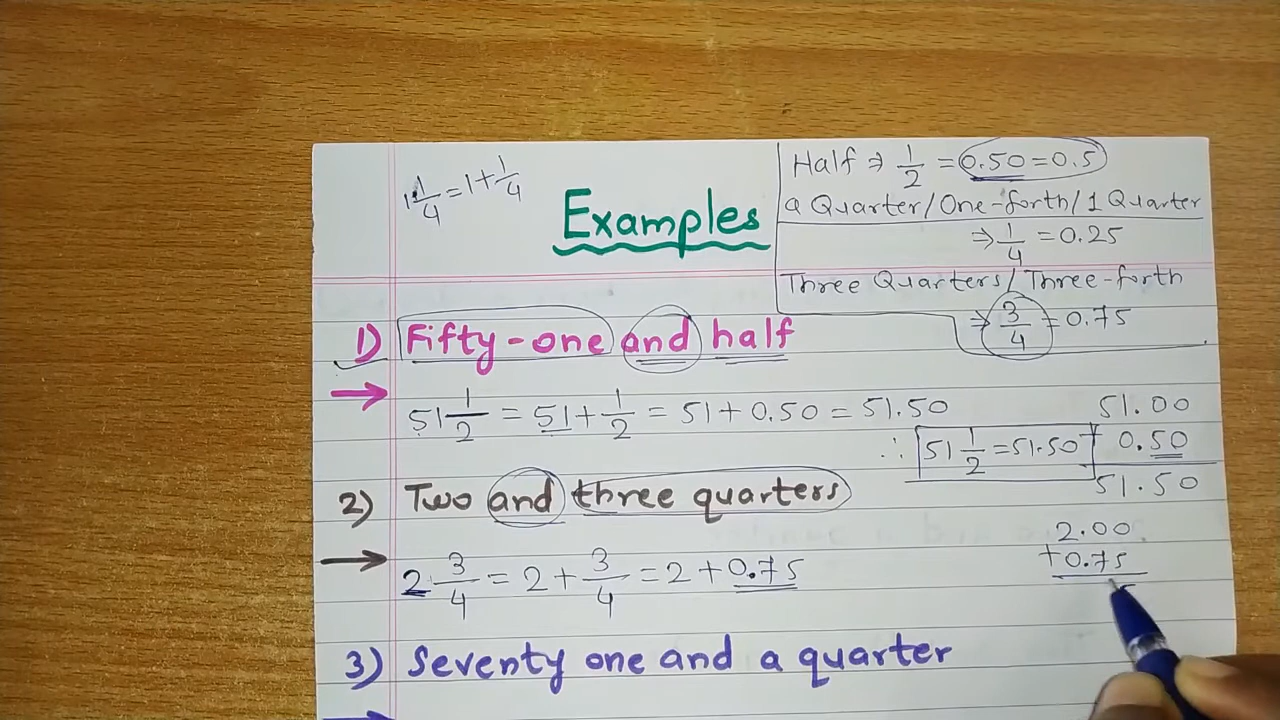 1 1/4 = 1 + 1/4
Examples
Half ⇒ 1/2 = 0.50 = 0.5
a Quarter/One-forth/1 Quarter
⇒ 1/4 = 0.25
Three Quarters/Three-forth
⇒ 3/4 = 0.75
1) Fifty-one and half
→ 51 1/2 = 51 + 1/2 = 51 + 0.50 = 51.50
∴ 51 1/2 = 51.50
51.00
+ 0.50
51.50
2) Two and three quarters
→ 2 3/4 = 2 + 3/4 = 2 + 0.75
2.00
+0.75
3) Seventy one and a quarter